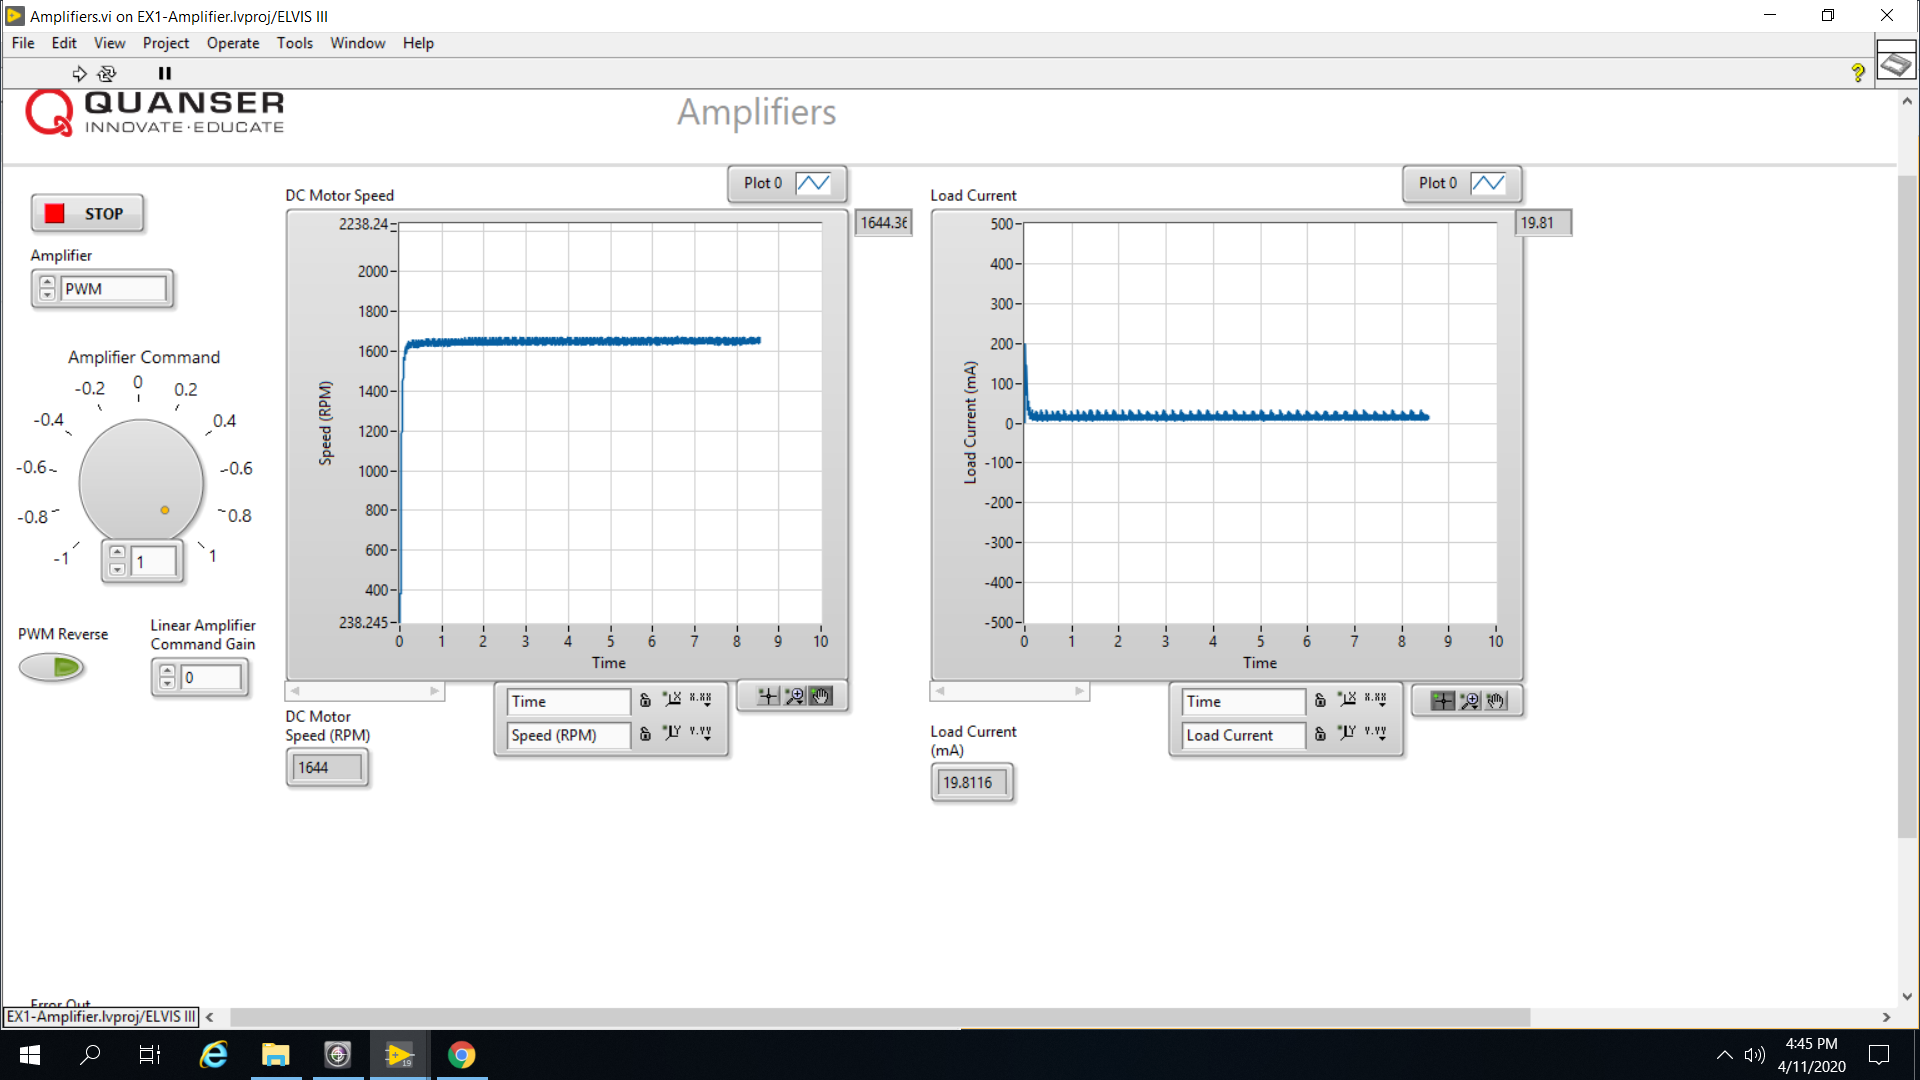 Amplifiers.vi on EX1-Amplifier.lvproj/ELVIS III
File Edit View Project Operate Tools Window Help
QUANSER
INNOVATE·EDUCATE
Amplifiers
STOP
Amplifier
PWM
Amplifier Command
-0.2 0 0.2
-0.4 0.4
-0.6 0.6
-0.8 0.8
-1 1
1
PWM Reverse
Linear Amplifier
Command Gain
0
DC Motor Speed
Plot 0
1644.36
2238.24
2000
1800
1600
1400
1200
1000
800
600
400
238.245
Speed (RPM)
0 1 2 3 4 5 6 7 8 9 10
Time
Time
Speed (RPM)
DC Motor
Speed (RPM)
1644
Load Current
Plot 0
19.81
500
400
300
200
100
0
-100
-200
-300
-400
-500
Load Current (mA)
0 1 2 3 4 5 6 7 8 9 10
Time
Time
Load Current
Load Current
(mA)
19.8116
Error Out
EX1-Amplifier.lvproj/ELVIS III
4:45 PM
4/11/2020